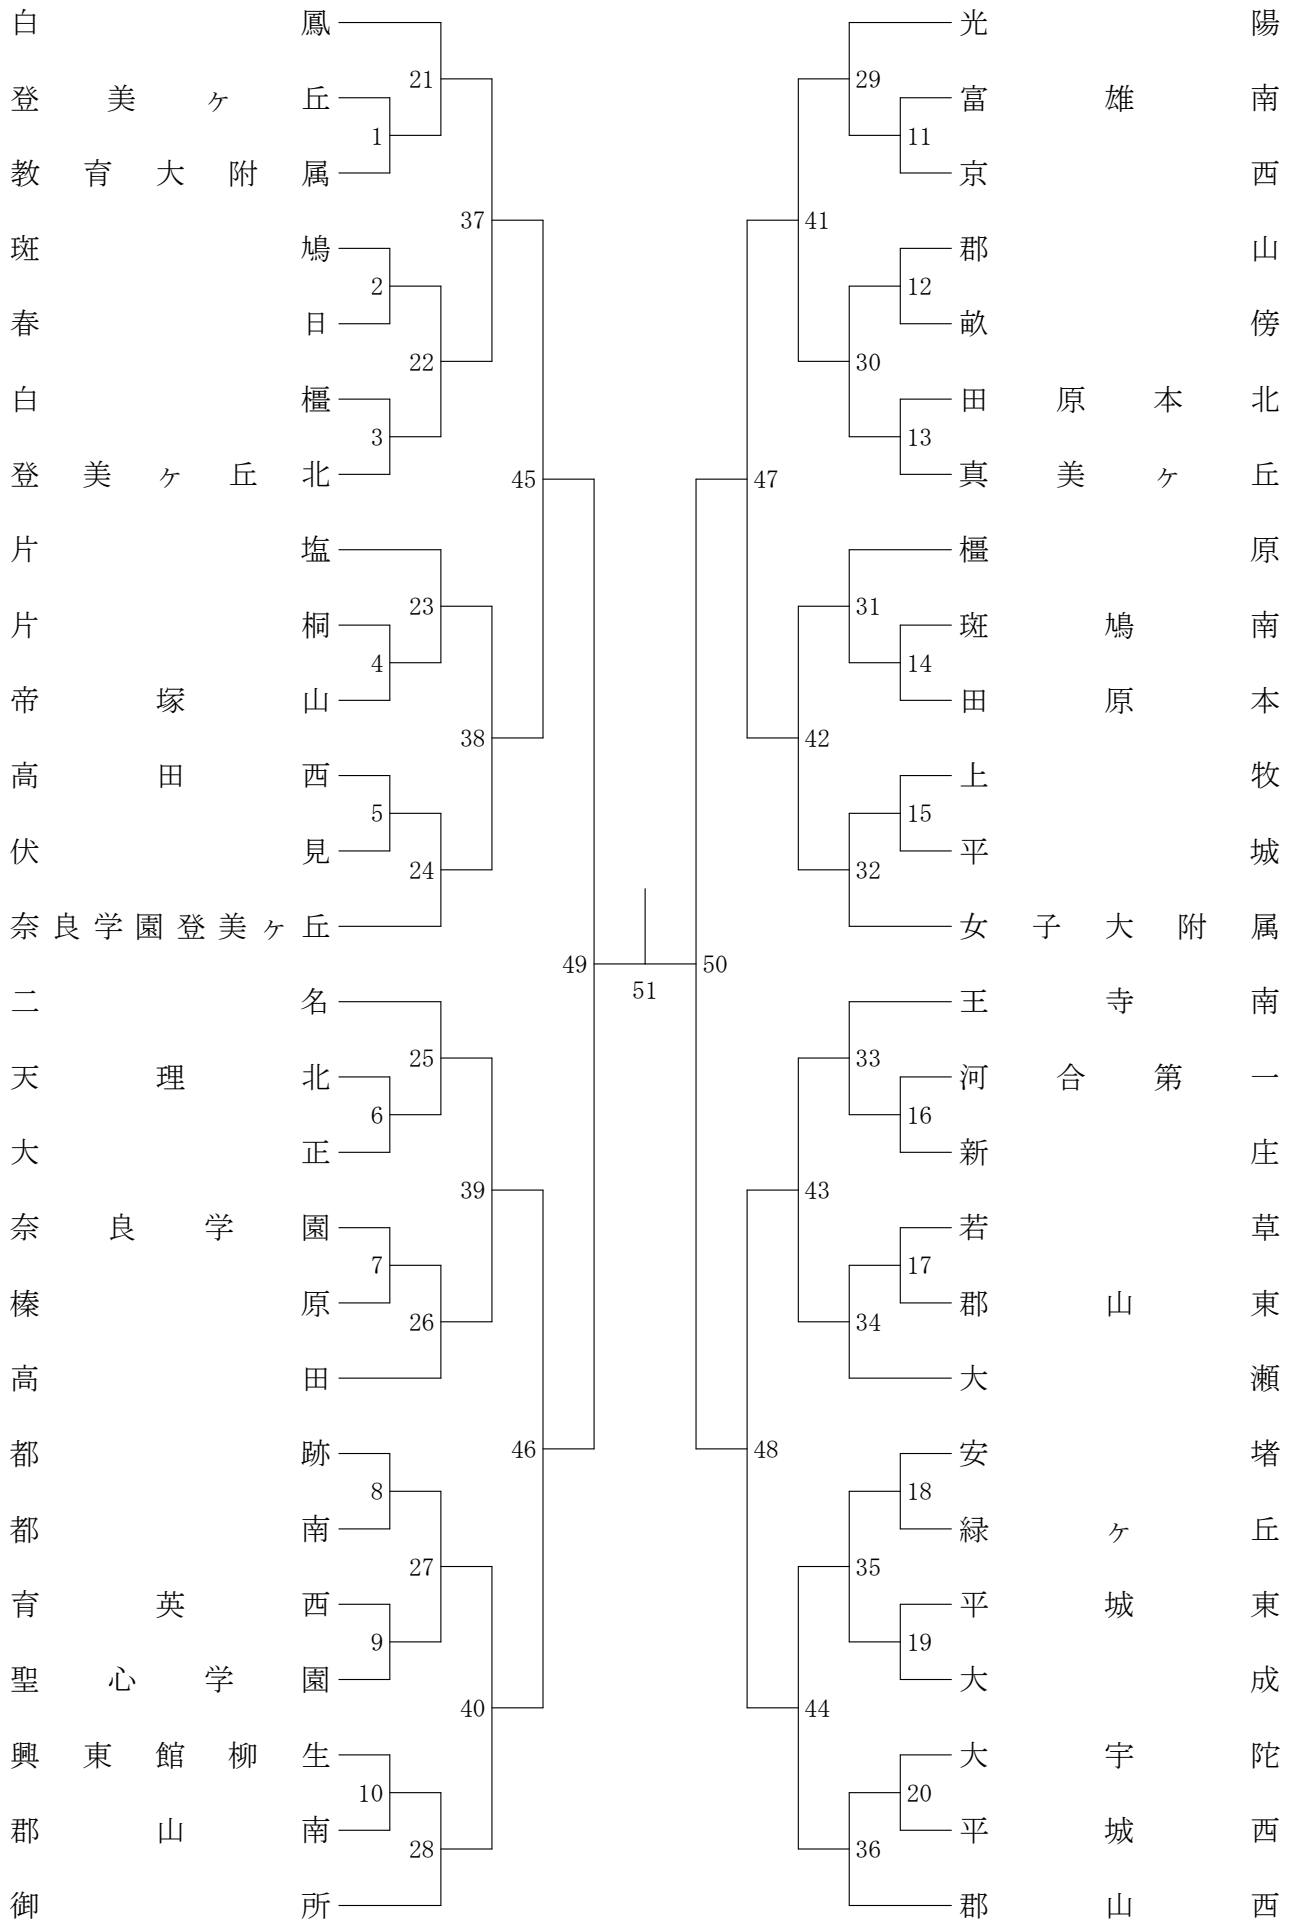 白鳳
登美ヶ丘
教育大附属
斑鳩
春日
白橿
登美ヶ丘北
片塩
片桐
帝塚山
高田西
伏見
奈良学園登美ヶ丘
二名
天理北
大正
奈良学園
榛原
高田
都跡
都南
育英西
聖心学園
興東館柳生
郡山南
御所
21
1
37
2
22
3
45
23
4
38
5
24
49
25
6
39
7
26
46
8
27
9
40
10
28
51
50
29
11
41
12
30
13
47
31
14
42
15
32
33
16
43
17
34
48
18
35
19
44
20
36
光陽
富雄南
京西
郡山
畝傍
田原本北
真美ヶ丘
橿原
斑鳩南
田原本
上牧
平城
女子大附属
王寺南
河合第一
新庄
若草
郡山東
大瀬
安堵
緑ヶ丘
平城東
大成
大宇陀
平城西
郡山西